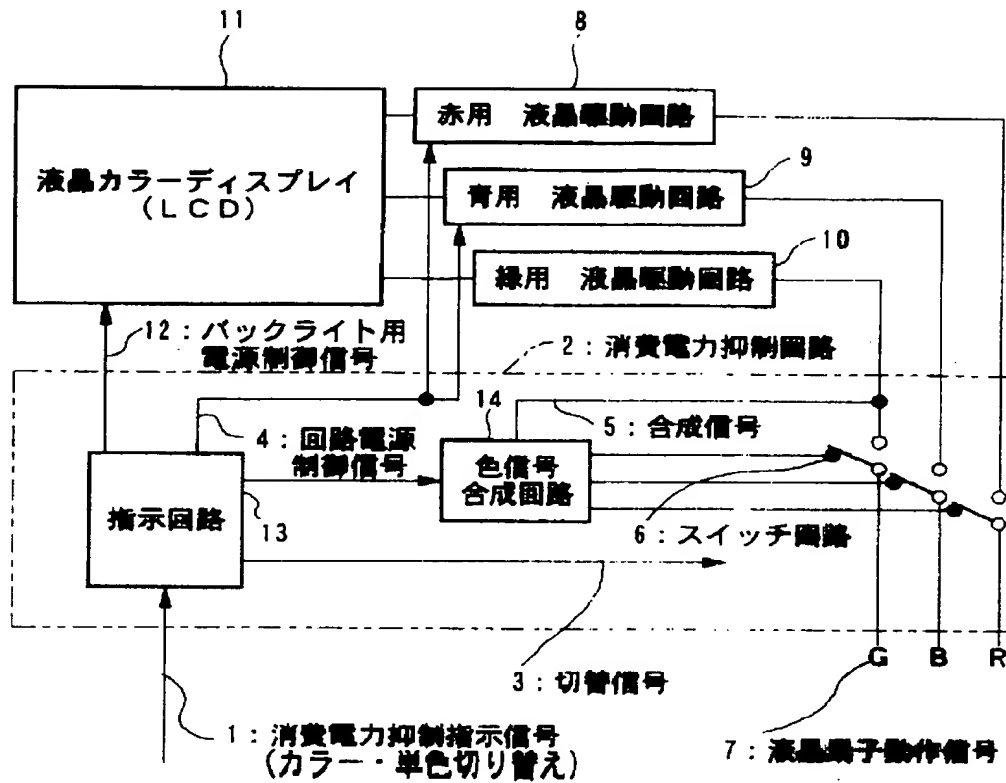 11
8
赤用 液晶駆動回路
9
液晶カラーディスプレイ
(LCD)
青用 液晶駆動回路
10
緑用 液晶駆動回路
12:バックライト用
電源制御信号
2:消費電力抑制回路
14
5:合成信号
4:回路電源
制御信号
色信号
合成回路
指示回路
13
6:スイッチ回路
G B R
3:切替信号
1:消費電力抑制指示信号
(カラー・単色切り替え)
7:液晶端子動作信号